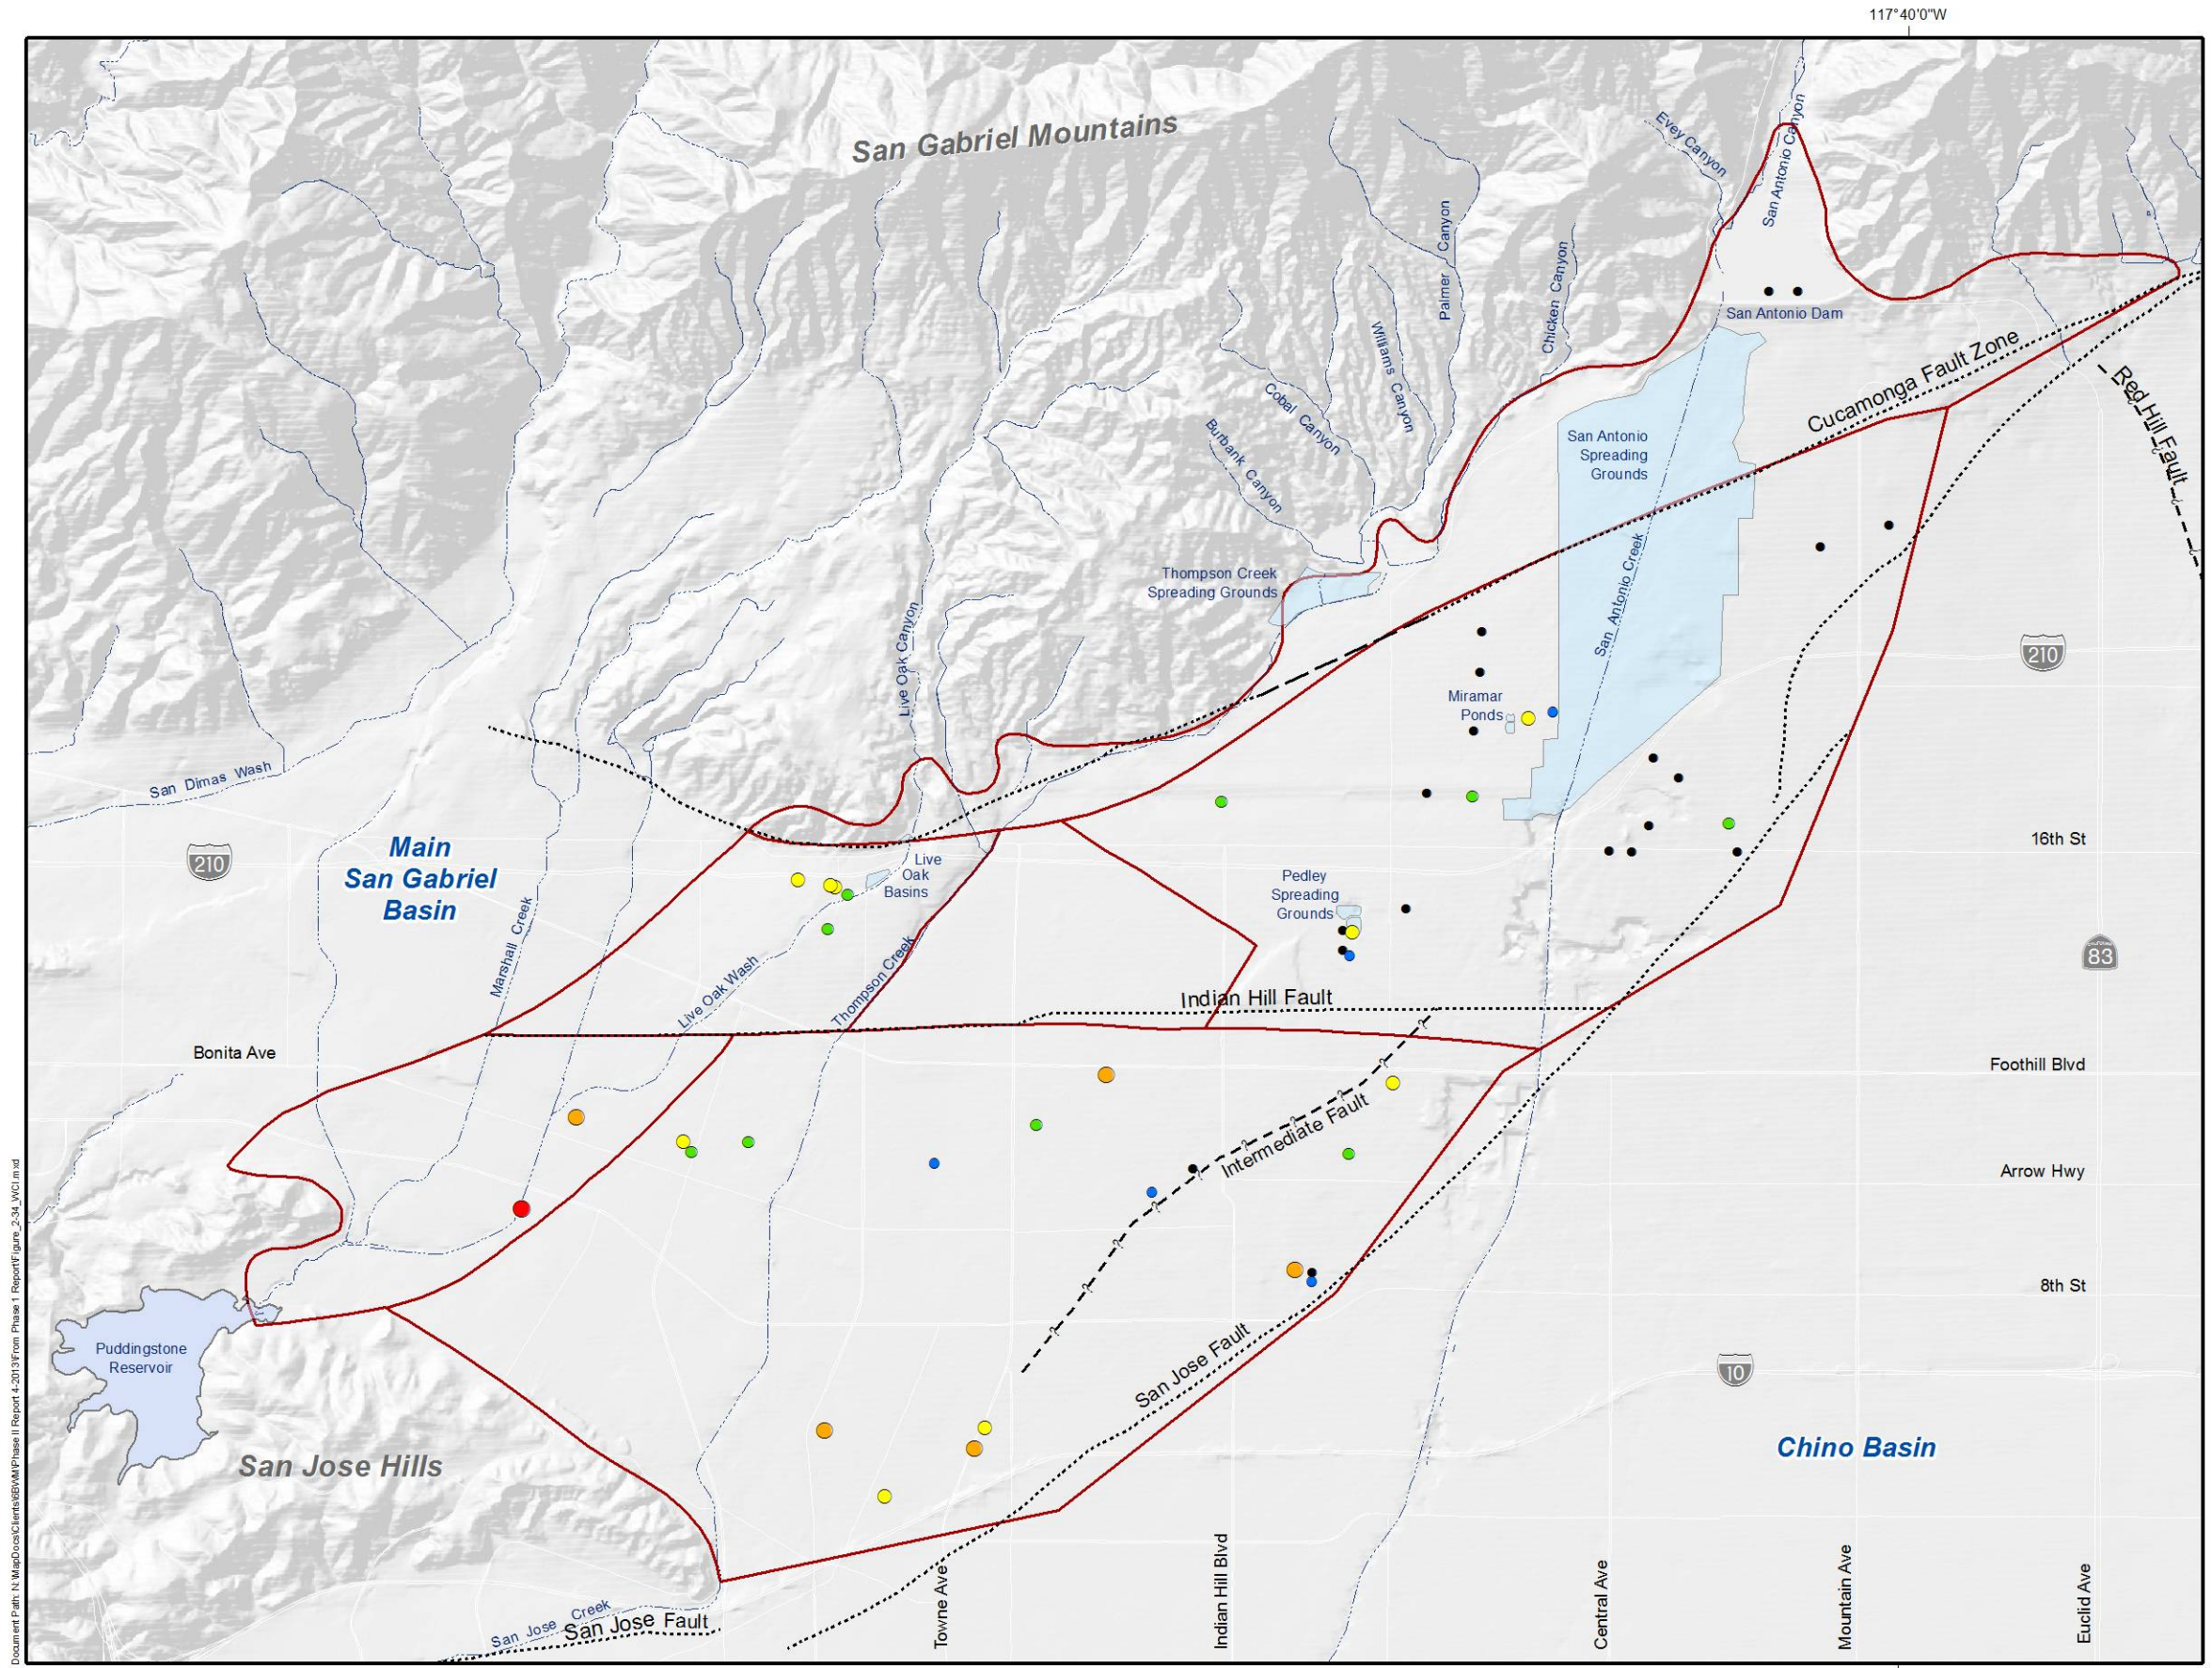 117°40'0"W
San Gabriel Mountains
Evey Canyon
San Antonio Canyon
Palmer Canyon
Chicken Canyon
Williams Canyon
Cobal Canyon
Burbank Canyon
San Antonio Dam
Cucamonga Fault Zone
Red Hill Fault
San Antonio
Spreading
Grounds
San Antonio Creek
Thompson Creek
Spreading Grounds
Live Oak Canyon
210
Miramar
Ponds
San Dimas Wash
210
Main
San Gabriel
Basin
16th St
Live
Oak
Basins
Pedley
Spreading
Grounds
Marshall Creek
Live Oak Wash
Thompson Creek
83
Indian Hill Fault
Bonita Ave
Foothill Blvd
Intermediate Fault
Arrow Hwy
8th St
Puddingstone
Reservoir
San Jose Fault
10
San Jose Hills
Chino Basin
San Jose Creek
San Jose Fault
Towne Ave
Indian Hill Blvd
Central Ave
Mountain Ave
Euclid Ave